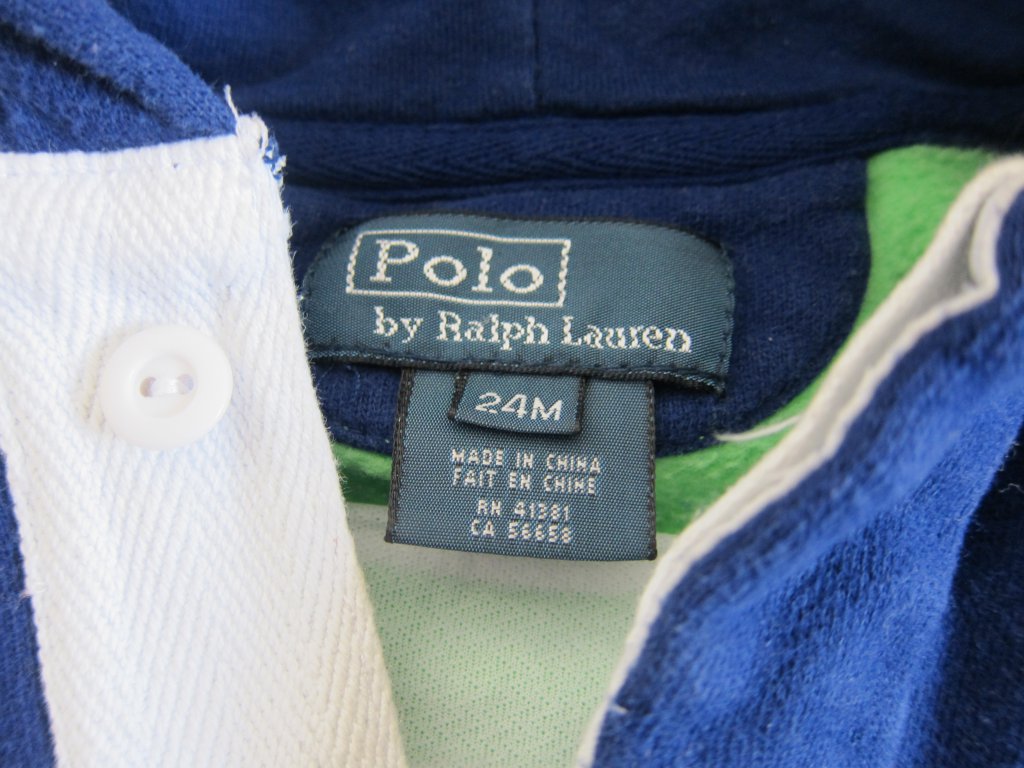 Polo
by Ralph Lauren
24M
MADE IN CHINA
FAIT EN CHINE
RN 41381
CA 56658